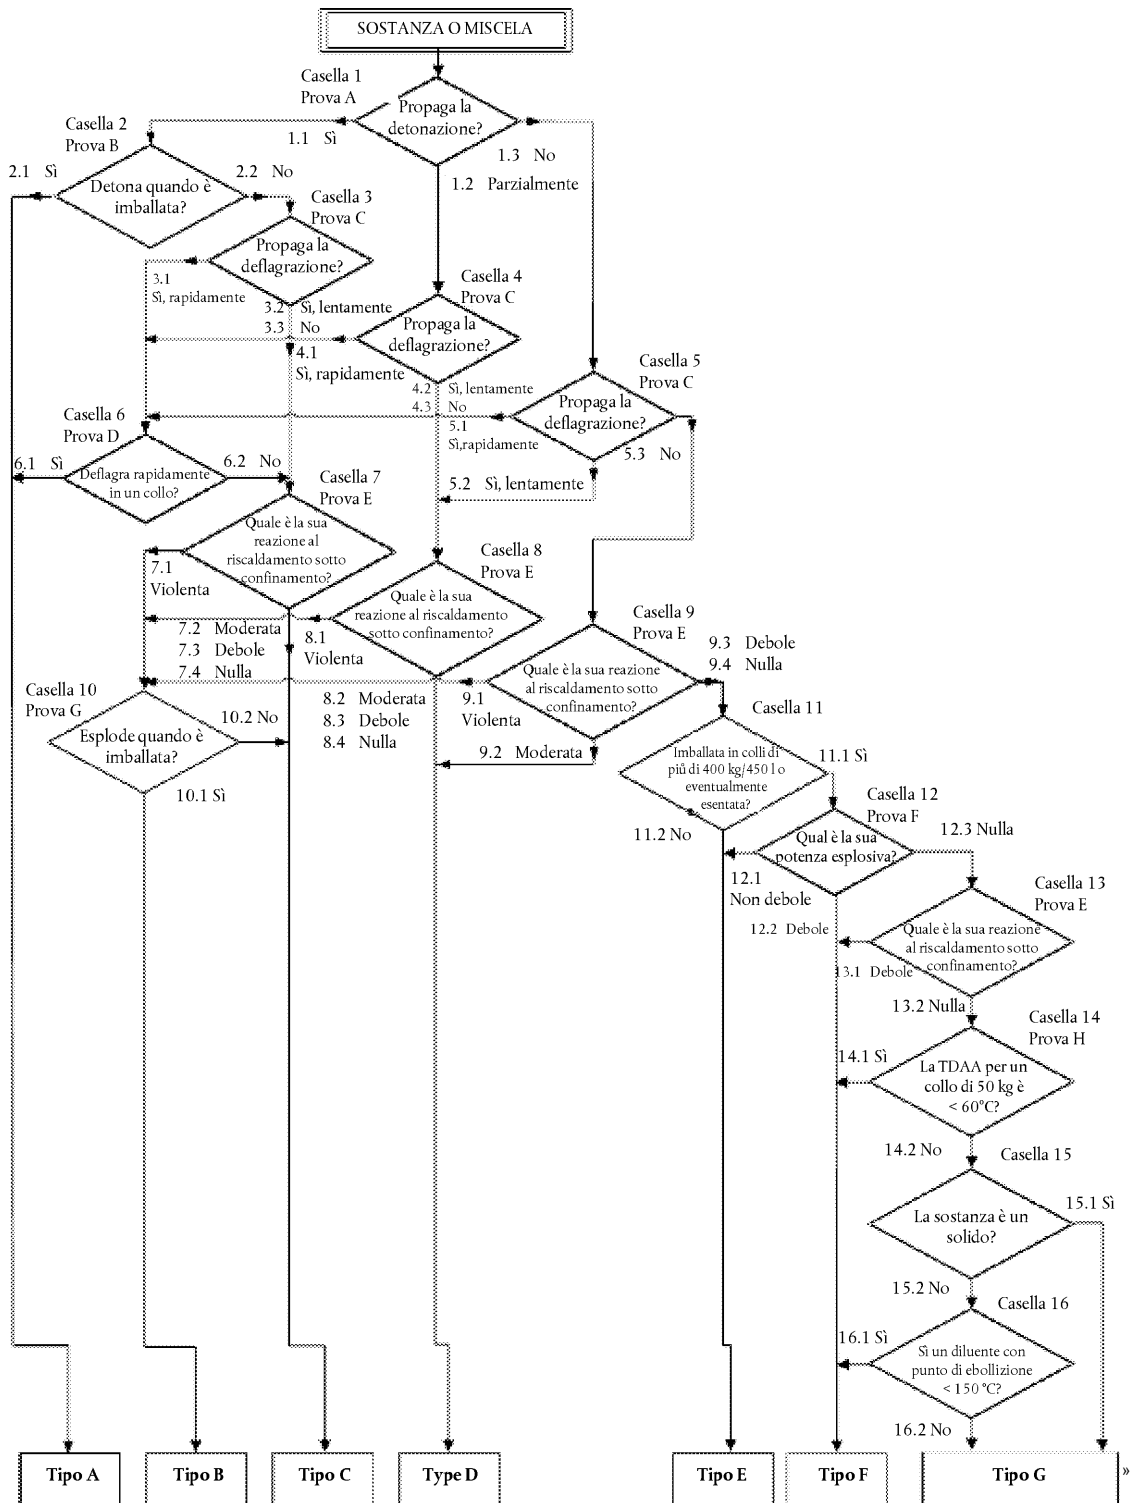 SOSTANZA O MISCELA
Casella 1
Prova A
Propaga la
detonazione?
1.1 Sì
1.3 No
1.2 Parzialmente
Casella 2
Prova B
2.1 Sì
2.2 No
Detona quando è
imballata?
Casella 3
Prova C
Propaga la
deflagrazione?
3.1
Sì, rapidamente
3.2 Sì, lentamente
3.3 No
Casella 4
Prova C
Propaga la
deflagrazione?
4.1
Sì, rapidamente
4.2 Sì, lentamente
4.3 No
Casella 5
Prova C
Propaga la
deflagrazione?
5.1
Sì,rapidamente
5.3 No
5.2 Sì, lentamente
Casella 6
Prova D
6.1 Sì
6.2 No
Deflagra rapidamente
in un collo?
Casella 7
Prova E
Quale è la sua
reazione al
riscaldamento sotto
confinamento?
7.1
Violenta
7.2 Moderata
7.3 Debole
7.4 Nulla
Casella 8
Prova E
Quale è la sua
reazione al riscaldamento
sotto confinamento?
8.1
Violenta
8.2 Moderata
8.3 Debole
8.4 Nulla
Casella 9
Prova E
Quale è la sua reazione
al riscaldamento sotto
confinamento?
9.3 Debole
9.4 Nulla
9.1
Violenta
9.2 Moderata
Casella 10
Prova G
Esplode quando è
imballata?
10.2 No
10.1 Sì
Casella 11
Imballata in colli di
più di 400 kg/450 l o
eventualmente
esentata?
11.1 Sì
11.2 No
Casella 12
Prova F
Qual è la sua
potenza esplosiva?
12.3 Nulla
12.1
Non debole
12.2 Debole
Casella 13
Prova E
Quale è la sua reazione
al riscaldamento sotto
confinamento?
13.1 Debole
13.2 Nulla
Casella 14
Prova H
14.1 Sì
La TDAA per un
collo di 50 kg è
< 60°C?
14.2 No
Casella 15
La sostanza è un
solido?
15.1 Sì
15.2 No
Casella 16
16.1 Sì
Sì un diluente con
punto di ebollizione
< 150 °C?
16.2 No
Tipo A
Tipo B
Tipo C
Type D
Tipo E
Tipo F
Tipo G
»